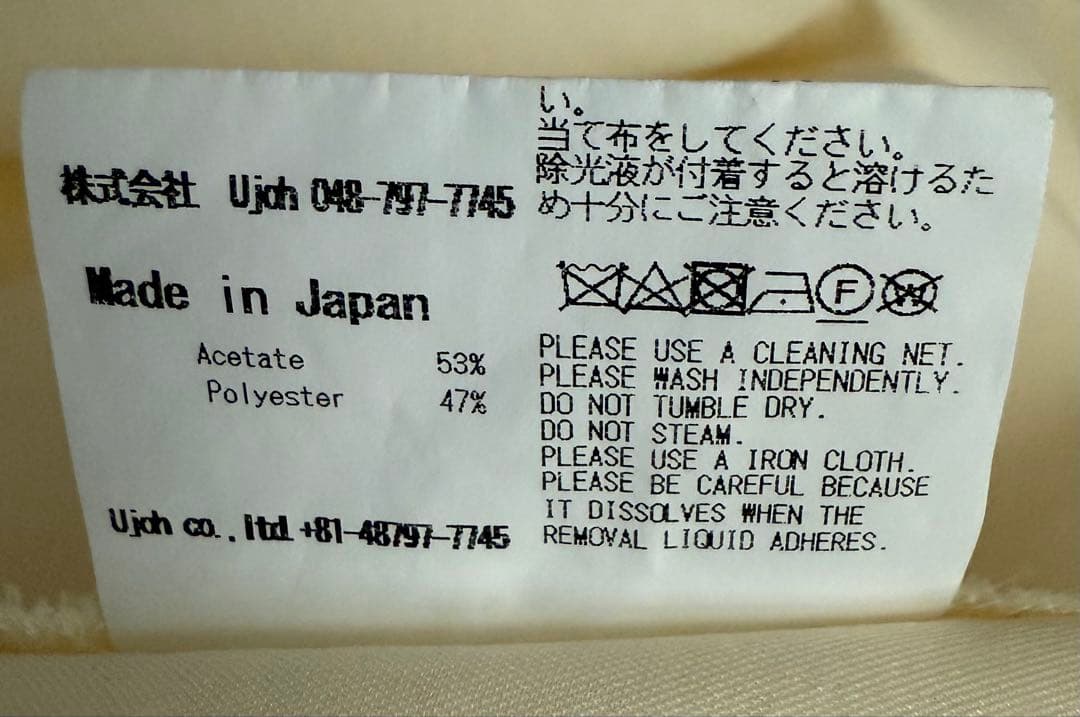 株式会社 Ujoh 048-797-7745
Made in Japan
Acetate 53%
Polyester 47%
Ujoh co., ltd. +81-48797-7745
い。
当て布をしてください。
除光液が付着すると溶けるた
め十分にご注意ください。
F
W
PLEASE USE A CLEANING NET.
PLEASE WASH INDEPENDENTLY.
DO NOT TUMBLE DRY.
DO NOT STEAM.
PLEASE USE A IRON CLOTH.
PLEASE BE CAREFUL BECAUSE
IT DISSOLVES WHEN THE
REMOVAL LIQUID ADHERES.